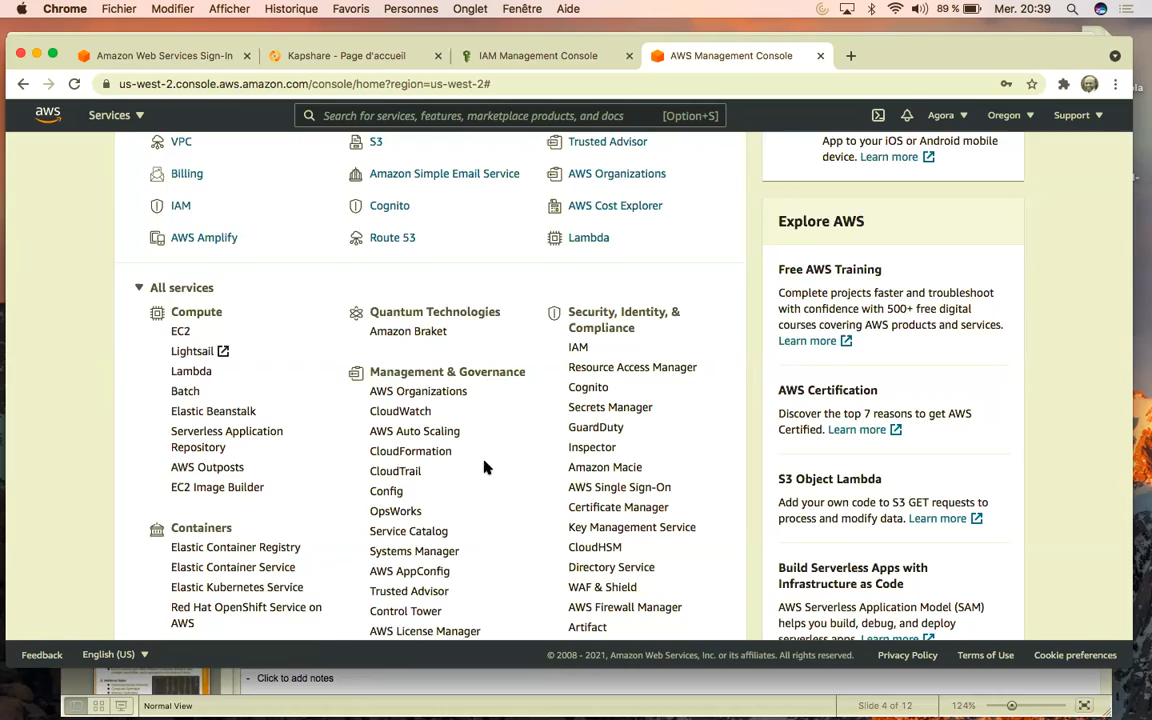 Chrome Fichier Modifier Afficher Historique Favoris Personnes Onglet Fenêtre Aide 89 % Mer. 20:39
Amazon Web Services Sign-In
Kapshare - Page d'accueil
IAM Management Console
AWS Management Console
us-west-2.console.aws.amazon.com/console/home?region=us-west-2#
aws Services Search for services, features, marketplace products, and docs [Option+S] Agora Oregon Support
VPC
Billing
IAM
AWS Amplify
S3
Amazon Simple Email Service
Cognito
Route 53
Trusted Advisor
AWS Organizations
AWS Cost Explorer
Lambda
All services
Compute
EC2
Lightsail
Lambda
Batch
Elastic Beanstalk
Serverless Application
Repository
AWS Outposts
EC2 Image Builder
Containers
Elastic Container Registry
Elastic Container Service
Elastic Kubernetes Service
Red Hat OpenShift Service on
AWS
Quantum Technologies
Amazon Braket
Management & Governance
AWS Organizations
CloudWatch
AWS Auto Scaling
CloudFormation
CloudTrail
Config
OpsWorks
Service Catalog
Systems Manager
AWS AppConfig
Trusted Advisor
Control Tower
AWS License Manager
Security, Identity, &
Compliance
IAM
Resource Access Manager
Cognito
Secrets Manager
GuardDuty
Inspector
Amazon Macie
AWS Single Sign-On
Certificate Manager
Key Management Service
CloudHSM
Directory Service
WAF & Shield
AWS Firewall Manager
Artifact
App to your iOS or Android mobile
device. Learn more
Explore AWS
Free AWS Training
Complete projects faster and troubleshoot
with confidence with 500+ free digital
courses covering AWS products and services.
Learn more
AWS Certification
Discover the top 7 reasons to get AWS
Certified. Learn more
S3 Object Lambda
Add your own code to S3 GET requests to
process and modify data. Learn more
Build Serverless Apps with
Infrastructure as Code
AWS Serverless Application Model (SAM)
helps you build, debug, and deploy
serverless apps. Learn more
Feedback English (US) © 2008 - 2021, Amazon Web Services, Inc. or its affiliates. All rights reserved. Privacy Policy Terms of Use Cookie preferences
- Click to add notes
Normal View Slide 4 of 12 124%